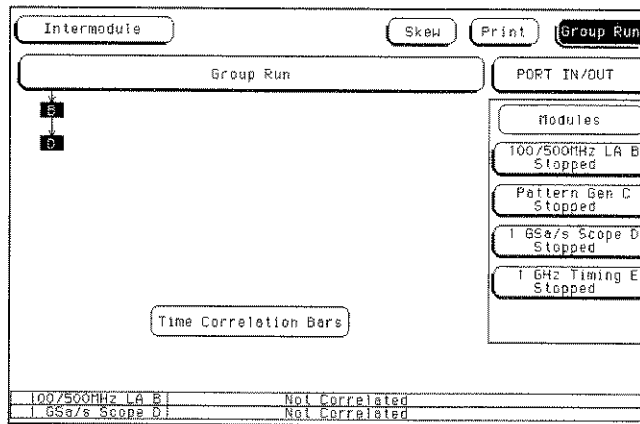 Intermodule
Skew
Print
Group Run
Group Run
PORT IN/OUT
B
D
Modules
100/500MHz LA B
Stopped
Pattern Gen C
Stopped
1 GSa/s Scope D
Stopped
1 GHz Timing E
Stopped
Time Correlation Bars
100/500MHz LA B
Not Correlated
1 GSa/s Scope D
Not Correlated